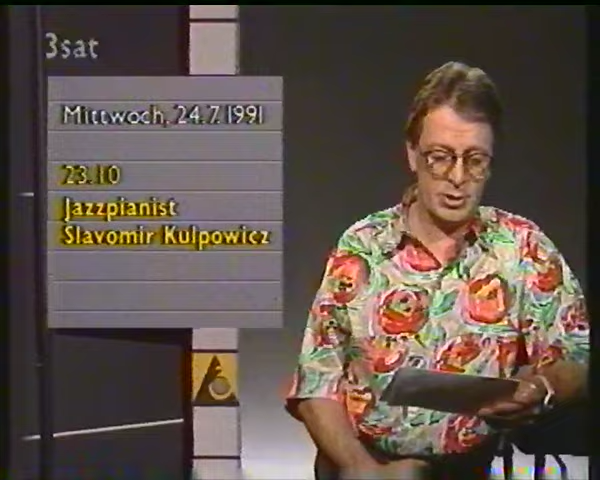 3sat
Mittwoch, 24.7.1991
23.10
Jazzpianist
Slavomir Kulpowicz